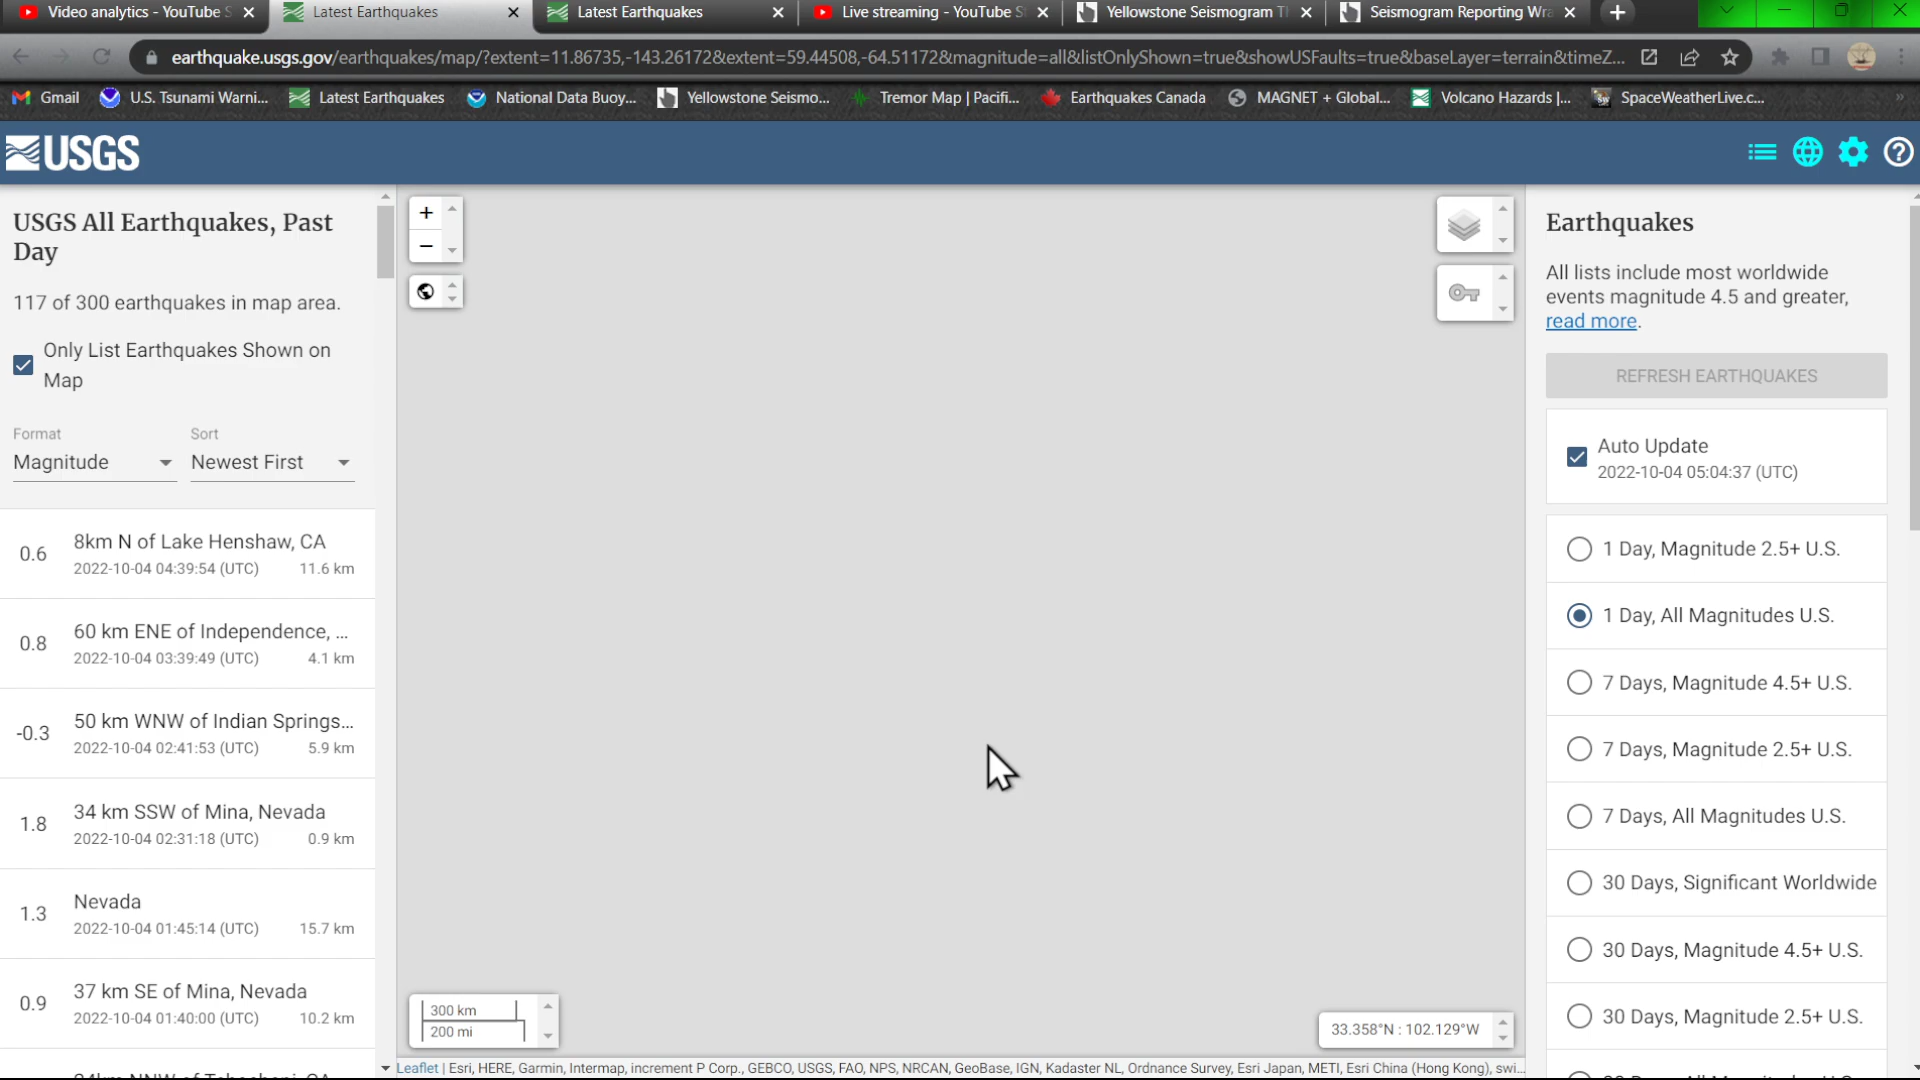 Video analytics - YouTube S
Latest Earthquakes
Latest Earthquakes
Live streaming - YouTube S
Yellowstone Seismogram T
Seismogram Reporting Wra
earthquake.usgs.gov/earthquakes/map/?extent=11.86735,-143.26172&extent=59.44508,-64.51172&magnitude=all&listOnlyShown=true&showUSFaults=true&baseLayer=terrain&timeZ...
Gmail
U.S. Tsunami Warni...
Latest Earthquakes
National Data Buoy...
Yellowstone Seismo...
Tremor Map | Pacifi...
Earthquakes Canada
MAGNET + Global...
Volcano Hazards |...
SpaceWeatherLive.c...
»
USGS
USGS All Earthquakes, Past
Day
117 of 300 earthquakes in map area.
Only List Earthquakes Shown on
Map
Format
Sort
Magnitude
Newest First
0.6
8km N of Lake Henshaw, CA
2022-10-04 04:39:54 (UTC)
11.6 km
0.8
60 km ENE of Independence, ...
2022-10-04 03:39:49 (UTC)
4.1 km
-0.3
50 km WNW of Indian Springs...
2022-10-04 02:41:53 (UTC)
5.9 km
1.8
34 km SSW of Mina, Nevada
2022-10-04 02:31:18 (UTC)
0.9 km
1.3
Nevada
2022-10-04 01:45:14 (UTC)
15.7 km
0.9
37 km SE of Mina, Nevada
2022-10-04 01:40:00 (UTC)
10.2 km
+
−
300 km
200 mi
33.358°N : 102.129°W
Leaflet | Esri, HERE, Garmin, Intermap, increment P Corp., GEBCO, USGS, FAO, NPS, NRCAN, GeoBase, IGN, Kadaster NL, Ordnance Survey, Esri Japan, METI, Esri China (Hong Kong), swi...
Earthquakes
All lists include most worldwide
events magnitude 4.5 and greater,
read more.
REFRESH EARTHQUAKES
Auto Update
2022-10-04 05:04:37 (UTC)
1 Day, Magnitude 2.5+ U.S.
1 Day, All Magnitudes U.S.
7 Days, Magnitude 4.5+ U.S.
7 Days, Magnitude 2.5+ U.S.
7 Days, All Magnitudes U.S.
30 Days, Significant Worldwide
30 Days, Magnitude 4.5+ U.S.
30 Days, Magnitude 2.5+ U.S.